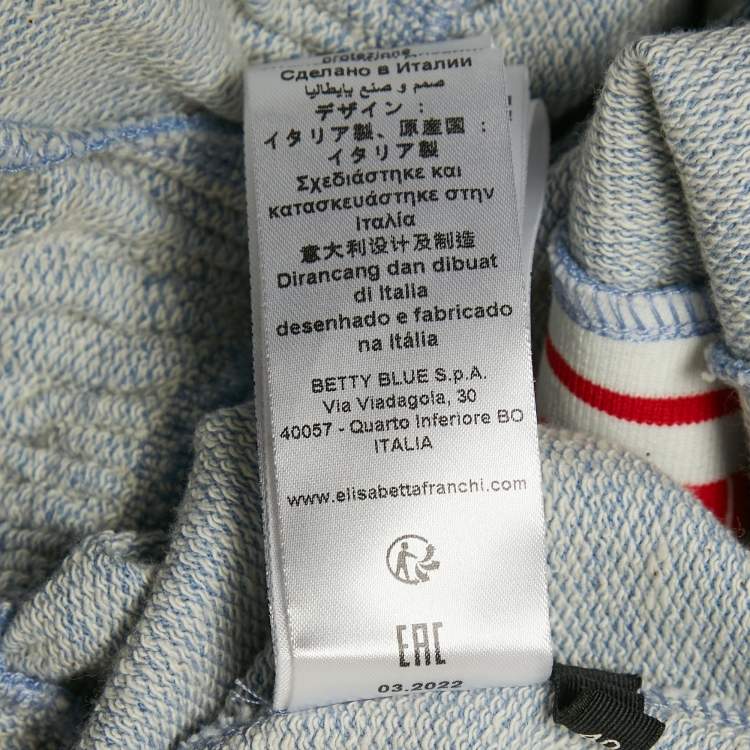 Сделано в Италии
صمم و صنع بإيطاليا
デザイン :
イタリア製、原産国 :
イタリア製
Σχεδιάστηκε και
κατασκευάστηκε στην
Ιταλία
意大利设计及制造
Dirancang dan dibuat
di Italia
desenhado e fabricado
na Itália
BETTY BLUE S.p.A.
Via Viadagola, 30
40057 - Quarto Inferiore BO
ITALIA
www.elisabettafranchi.com
EAC
03.2022